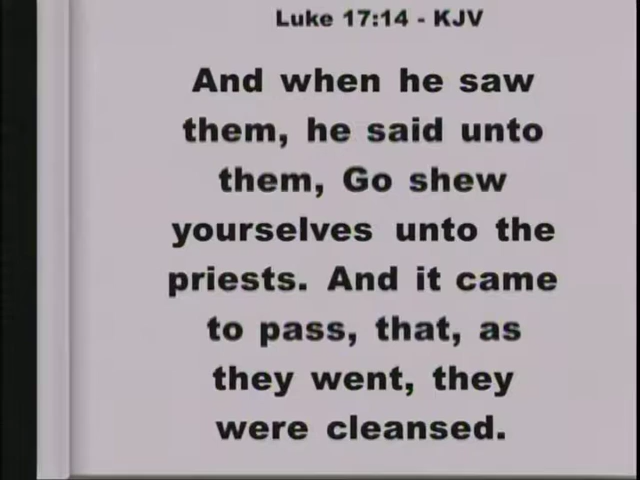 Luke 17:14 - KJV
And when he saw
them, he said unto
them, Go shew
yourselves unto the
priests. And it came
to pass, that, as
they went, they
were cleansed.